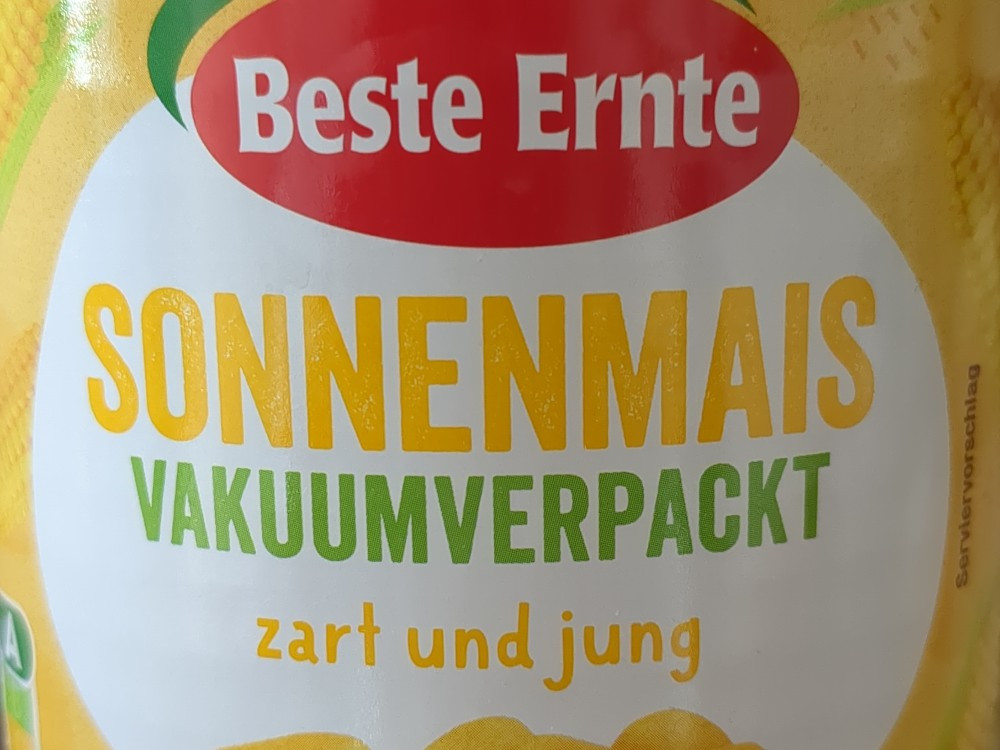 Beste Ernte
SONNENMAIS
VAKUUMVERPACKT
zart und jung
Serviervorschlag
A